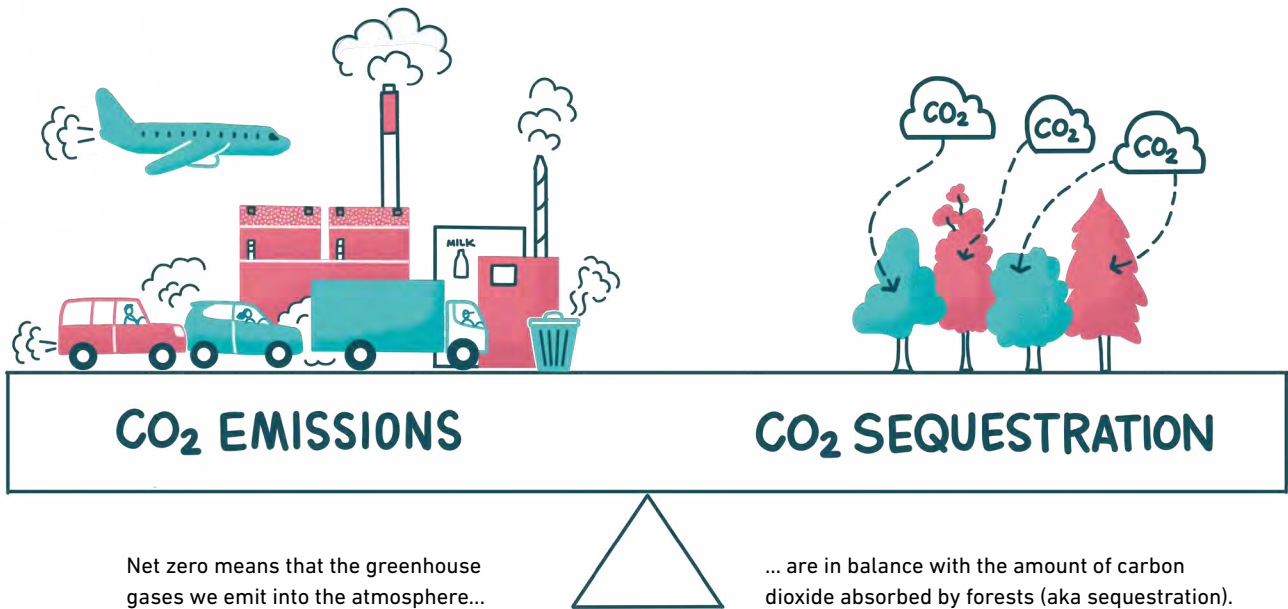 CO₂
CO₂
CO₂
MILK
CO₂ EMISSIONS
CO₂ SEQUESTRATION
Net zero means that the greenhouse
gases we emit into the atmosphere...
... are in balance with the amount of carbon
dioxide absorbed by forests (aka sequestration).